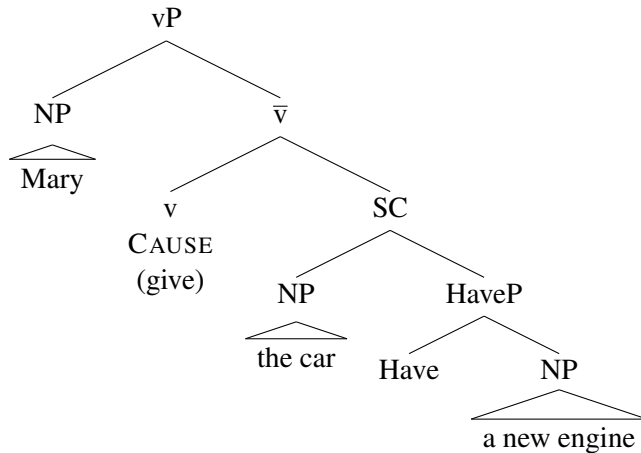 vP
NP v̅
Mary
v SC
CAUSE
(give)
NP HaveP
the car
Have NP
a new engine